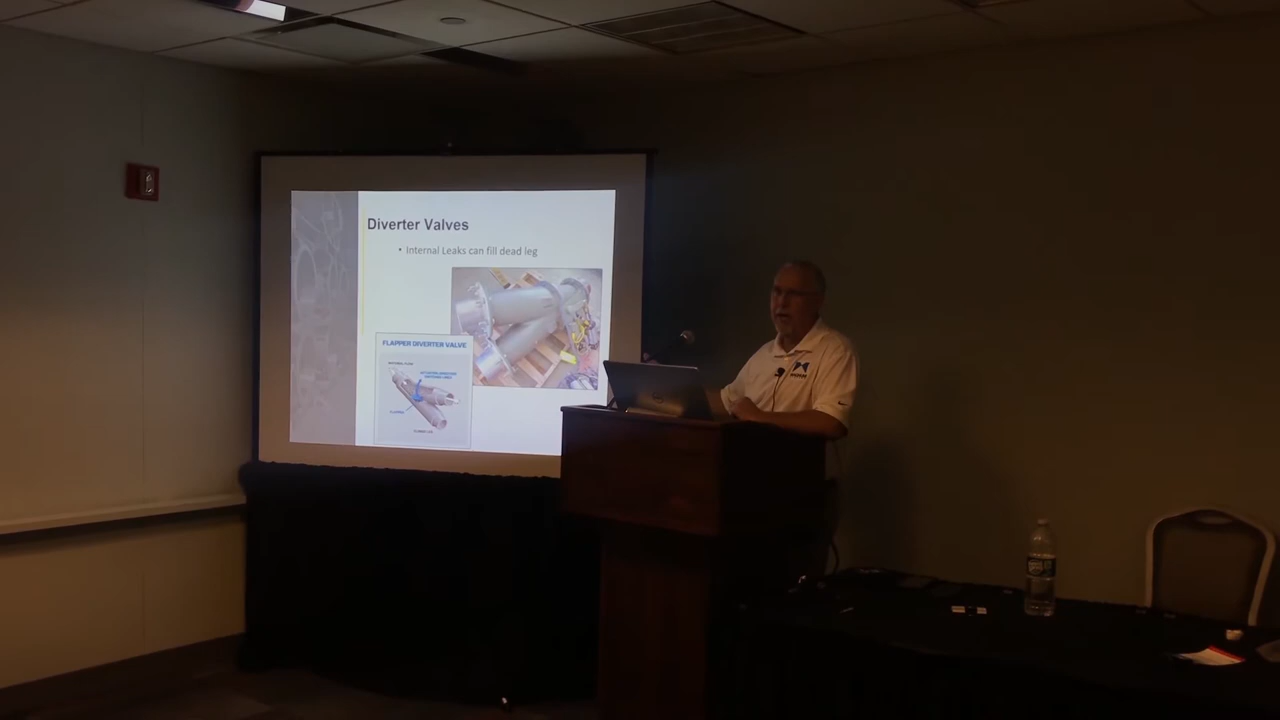 Diverter Valves
• Internal Leaks can fill dead leg
FLAPPER DIVERTER VALVE